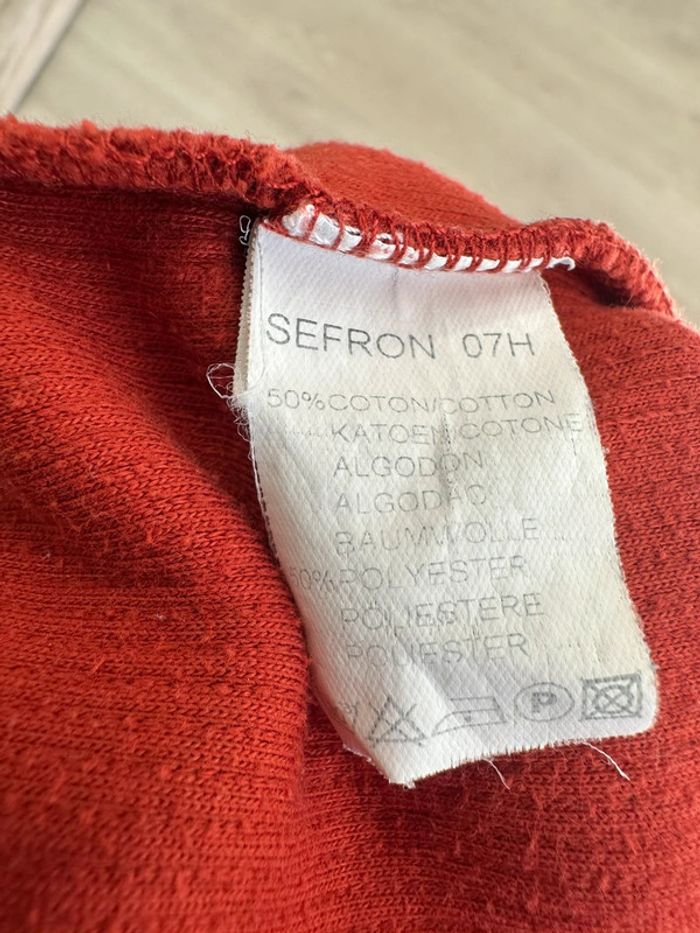 SEFRON 07H
50%COTON/COTTON
KATOEN/COTONE
ALGODON
ALGODAO
BAUMWOLLE
50%POLYESTER
POLIESTERE
POLIESTER
P